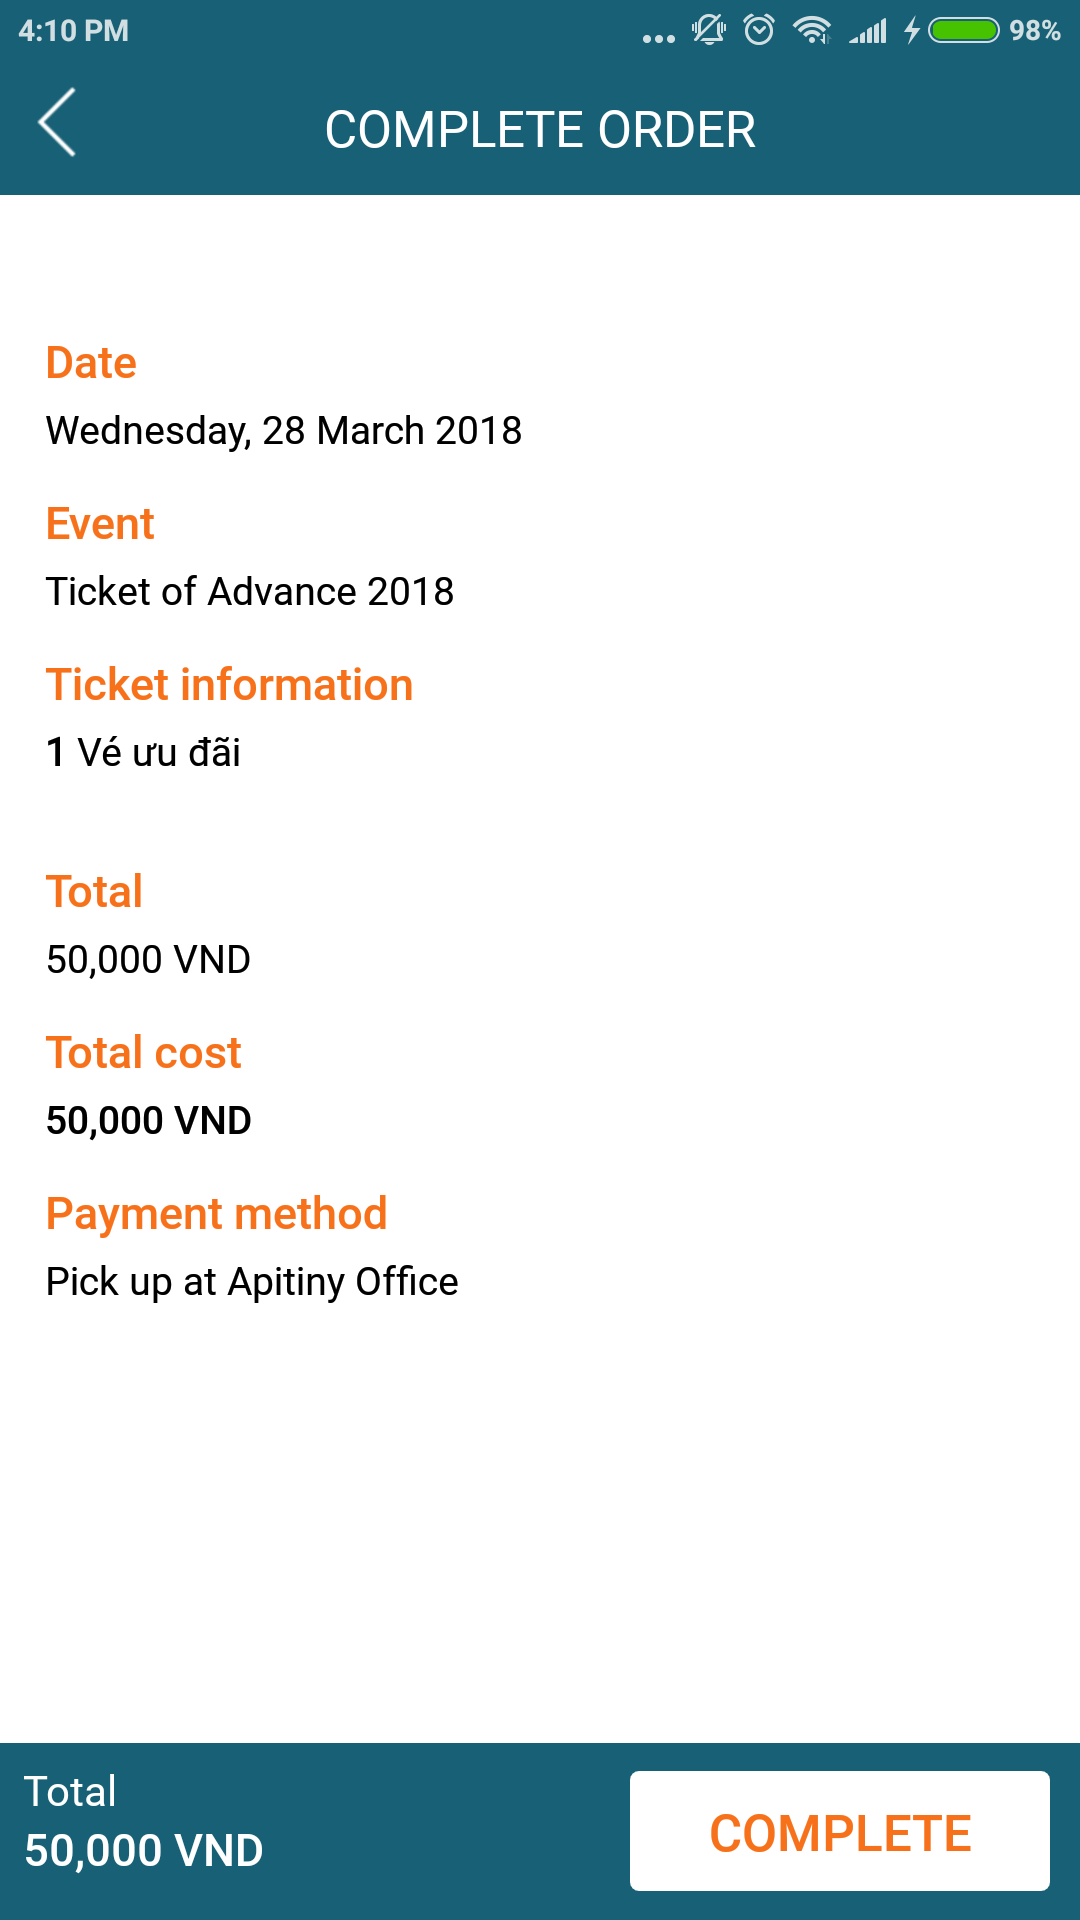 4:10 PM
98%
COMPLETE ORDER
Date
Wednesday, 28 March 2018
Event
Ticket of Advance 2018
Ticket information
1 Vé ưu đãi
Total
50,000 VND
Total cost
50,000 VND
Payment method
Pick up at Apitiny Office
Total
50,000 VND
COMPLETE